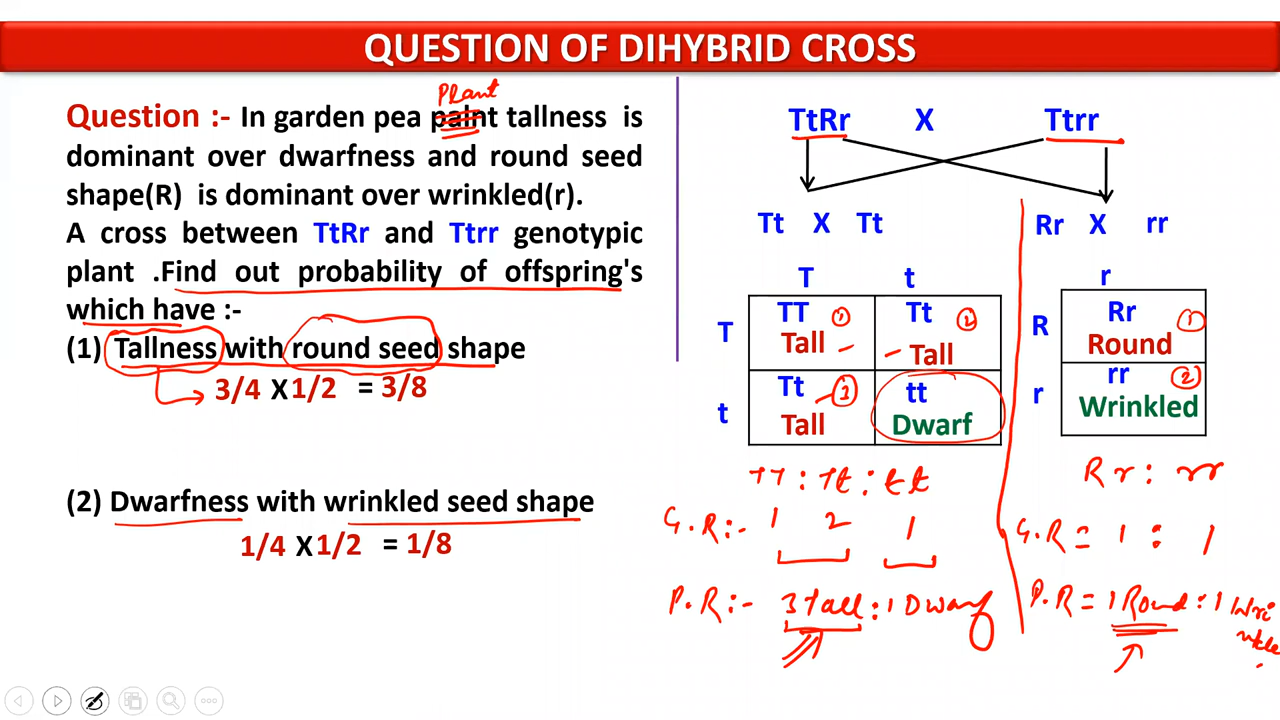 QUESTION OF DIHYBRID CROSS
Plant
Question :- In garden pea paint tallness is
dominant over dwarfness and round seed
shape(R) is dominant over wrinkled(r).
A cross between TtRr and Ttrr genotypic
plant .Find out probability of offspring's
which have :-
(1) Tallness with round seed shape
3/4 X 1/2 = 3/8
(2) Dwarfness with wrinkled seed shape
1/4 X 1/2 = 1/8
TtRr X Ttrr
Tt X Tt
T t
T TT ① Tt ②
Tall Tall
t Tt ③ tt
Tall Dwarf
TT : Tt : tt
G.R:- 1 2 1
P.R:- 3 Tall : 1 Dwarf
Rr X rr
r
R Rr ①
Round
r rr ②
Wrinkled
Rr : rr
G.R = 1 : 1
P.R = 1 Round : 1 Wri
nkle